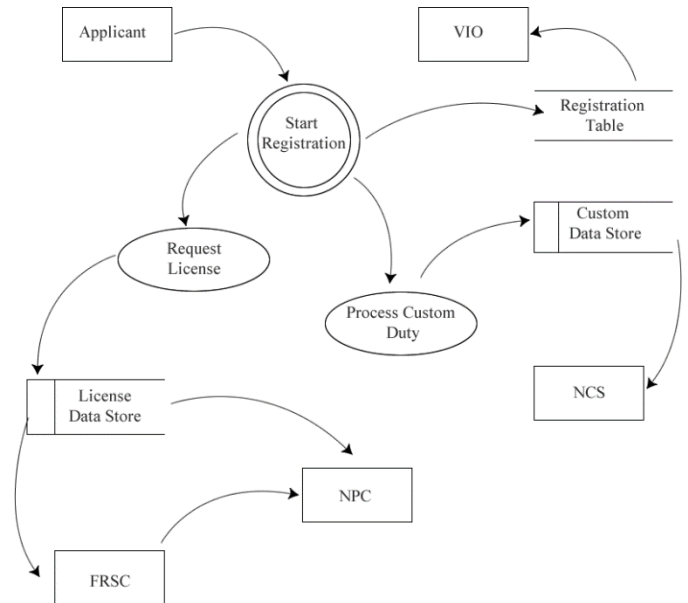 Applicant
VIO
Start
Registration
Registration
Table
Custom
Data Store
Request
License
Process Custom
Duty
License
Data Store
NCS
NPC
FRSC